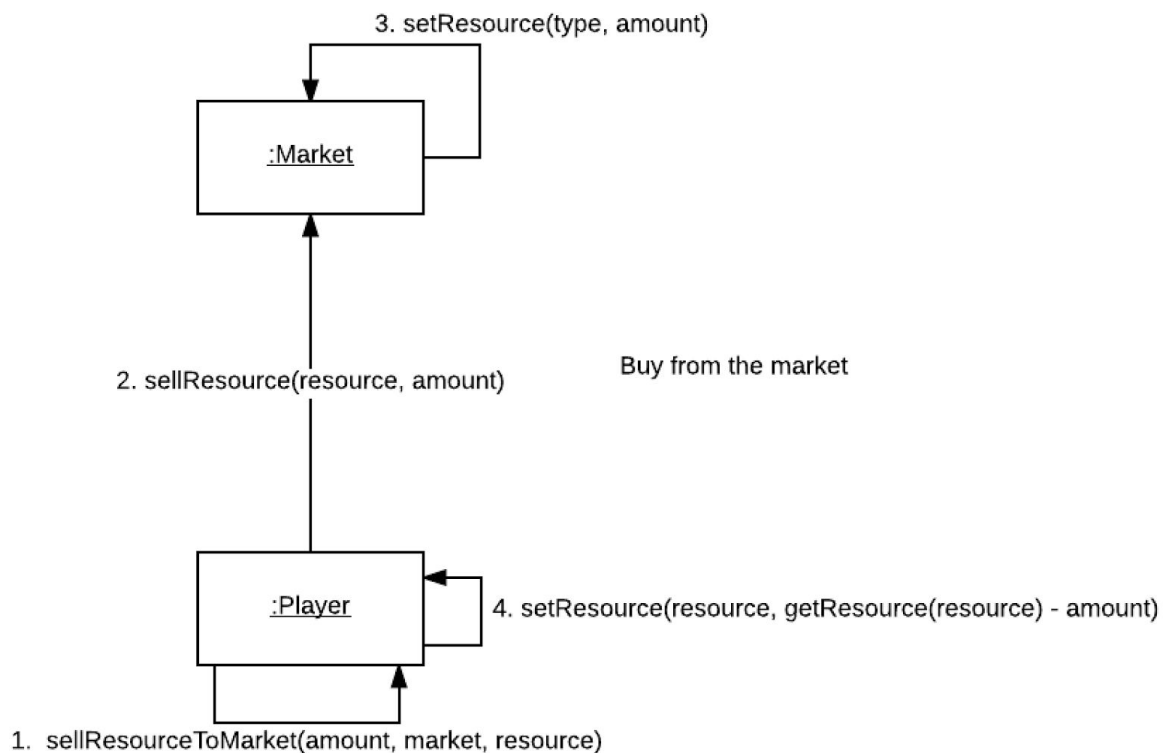 3. setResource(type, amount)
:Market
2. sellResource(resource, amount)
Buy from the market
:Player
4. setResource(resource, getResource(resource) - amount)
1. sellResourceToMarket(amount, market, resource)